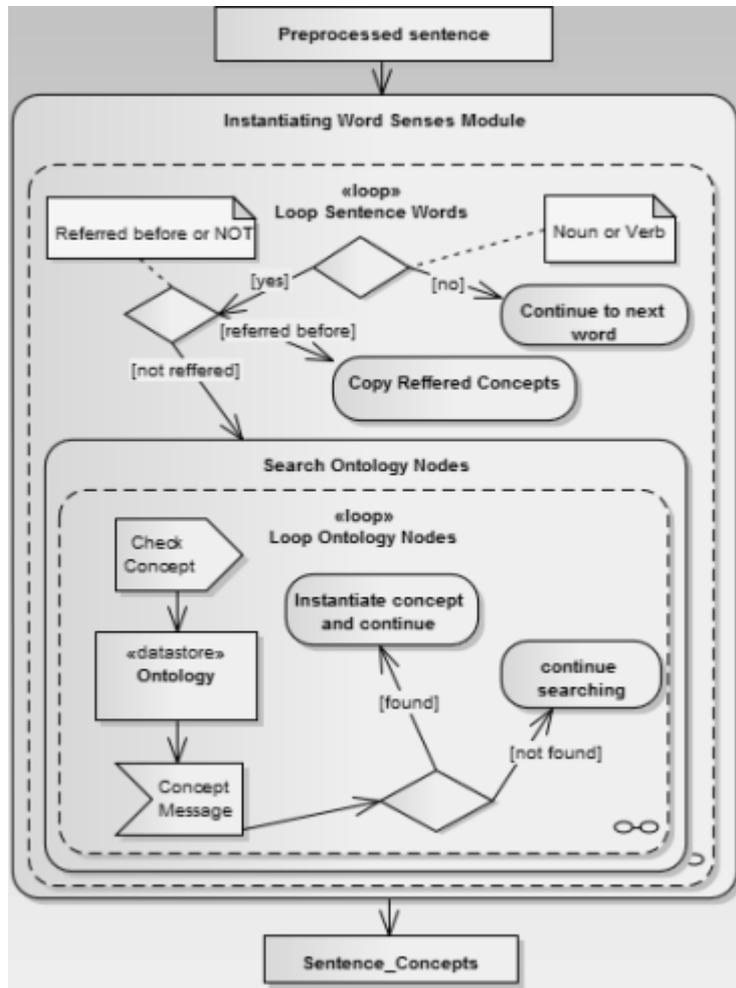 Preprocessed sentence
Instantiating Word Senses Module
«loop»
Loop Sentence Words
Referred before or NOT
Noun or Verb
[yes]
[no]
Continue to next
word
[referred before]
[not reffered]
Copy Reffered Concepts
Search Ontology Nodes
«loop»
Loop Ontology Nodes
Check
Concept
Instantiate concept
and continue
«datastore»
Ontology
continue
searching
[found]
[not found]
Concept
Message
Sentence_Concepts